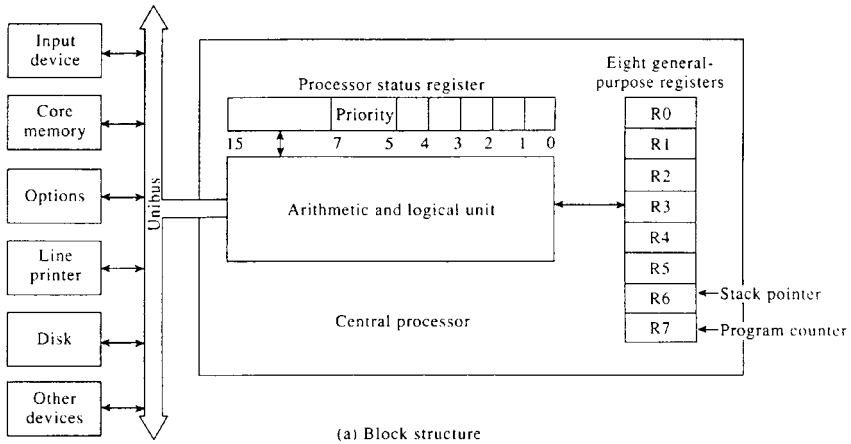 Input
device
Core
memory
Options
Line
printer
Disk
Other
devices
Unibus
Processor status register
Priority
15 7 5 4 3 2 1 0
Arithmetic and logical unit
Central processor
Eight general-
purpose registers
R0
R1
R2
R3
R4
R5
R6
R7
Stack pointer
Program counter
(a) Block structure